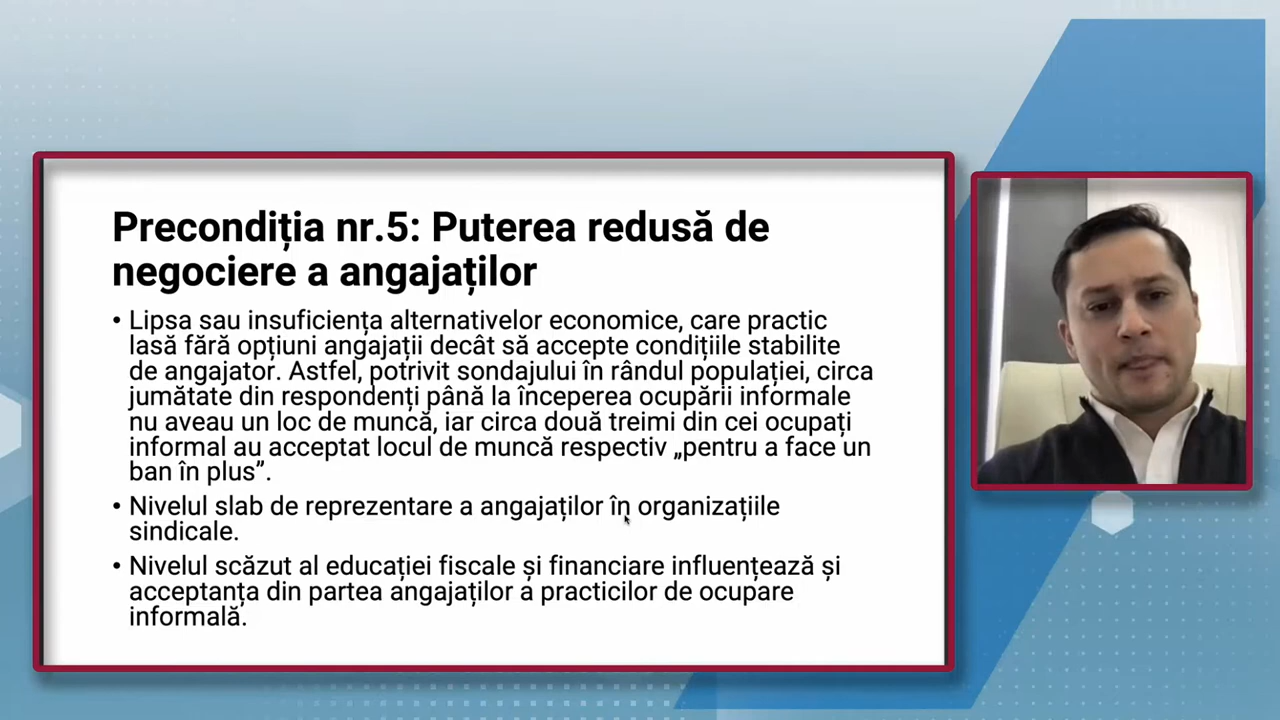 Precondiția nr.5: Puterea redusă de
negociere a angajaților
• Lipsa sau insuficiența alternativelor economice, care practic
lasă fără opțiuni angajații decât să accepte condițiile stabilite
de angajator. Astfel, potrivit sondajului în rândul populației, circa
jumătate din respondenți până la începerea ocupării informale
nu aveau un loc de muncă, iar circa două treimi din cei ocupați
informal au acceptat locul de muncă respectiv „pentru a face un
ban în plus”.
• Nivelul slab de reprezentare a angajaților în organizațiile
sindicale.
• Nivelul scăzut al educației fiscale și financiare influențează și
acceptanța din partea angajaților a practicilor de ocupare
informală.